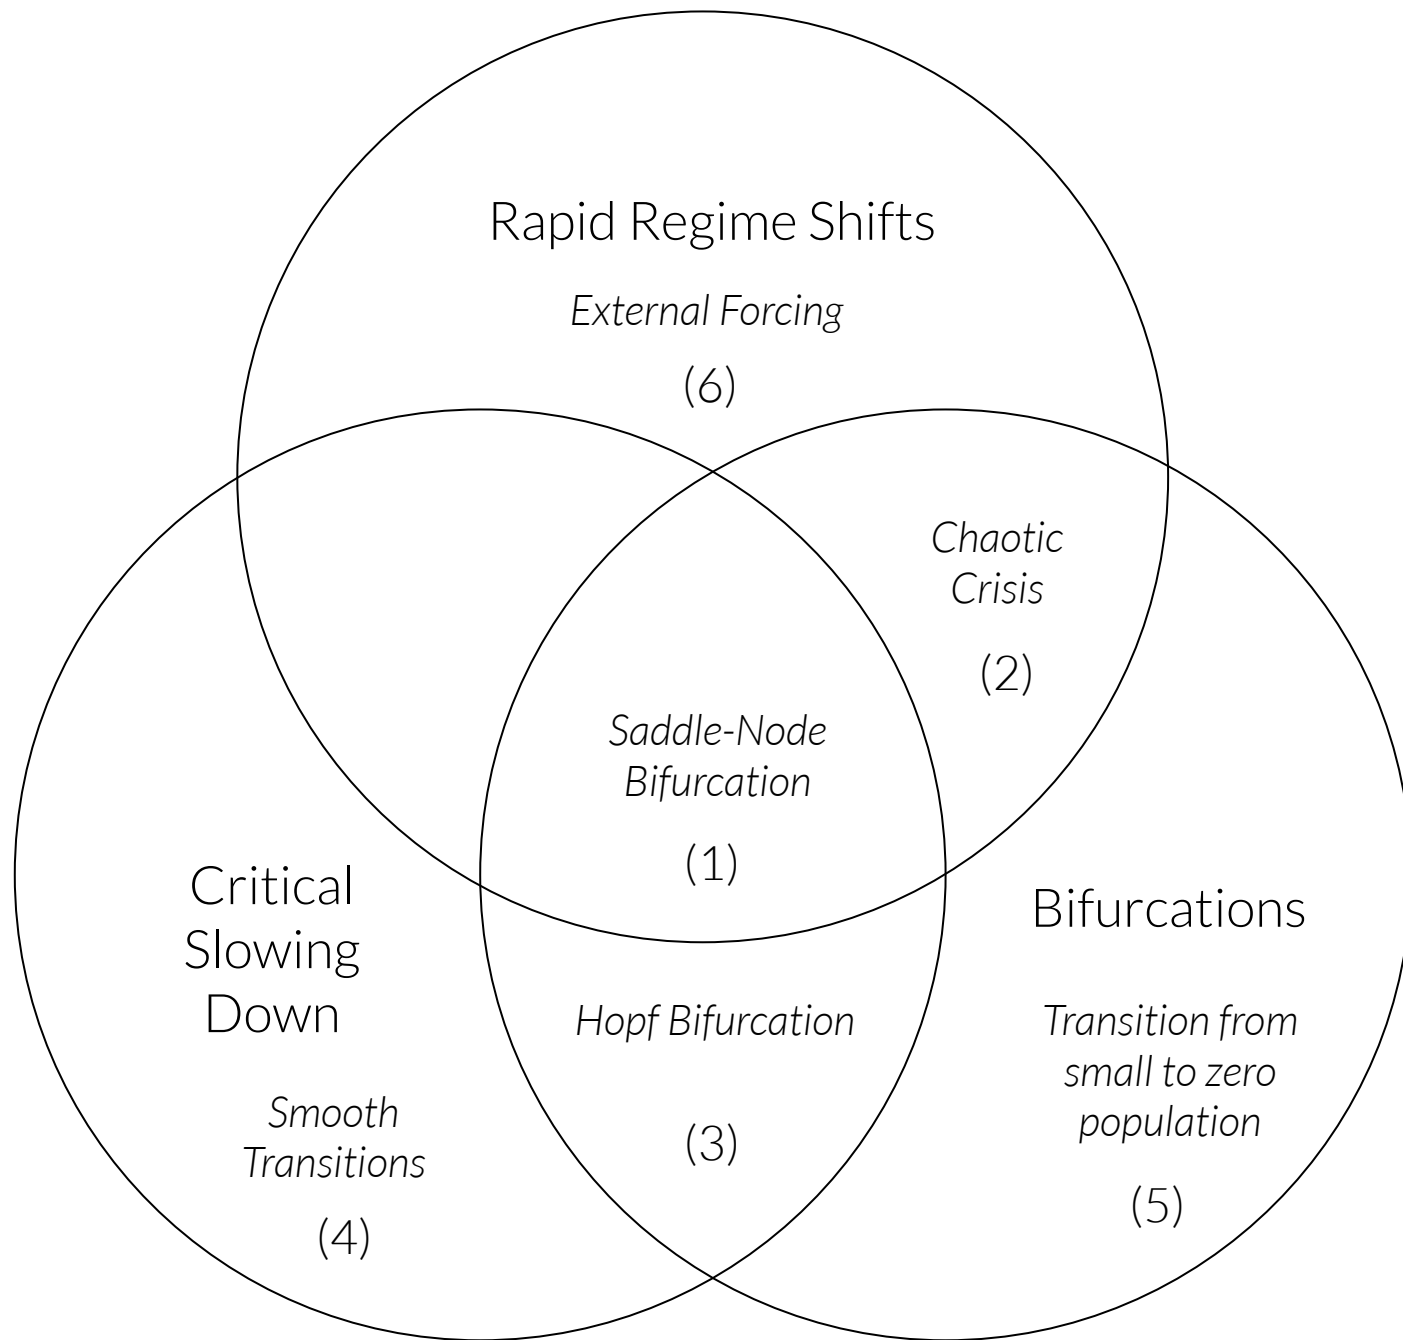 Rapid Regime Shifts
External Forcing
(6)
Chaotic
Crisis
(2)
Saddle-Node
Bifurcation
(1)
Critical
Slowing
Down
Smooth
Transitions
(4)
Hopf Bifurcation
(3)
Bifurcations
Transition from
small to zero
population
(5)